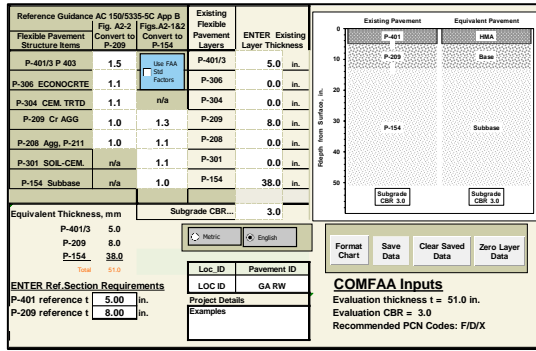 Reference Guidance AC 150/5335-5C App B
Flexible Pavement Structure Items
Fig. A2-2 Convert to P-209
Figs.A2-1&2 Convert to P-154
Existing Flexible Pavement Layers
ENTER Existing Layer Thickness
P-401/3 P 403 1.5 P-401/3 5.0 in.
Use FAA Std Factors
P-306 ECONOCRTE 1.1 P-306 0.0 in.
P-304 CEM. TRTD 1.1 n/a P-304 0.0 in.
P-209 Cr AGG 1.0 1.3 P-209 8.0 in.
P-208 Agg, P-211 1.0 1.1 P-208 0.0 in.
P-301 SOIL-CEM. n/a 1.1 P-301 0.0 in.
P-154 Subbase n/a 1.0 P-154 38.0 in.
Equivalent Thickness, mm
Subgrade CBR... 3.0
P-401/3 5.0
P-209 8.0
P-154 38.0
Total 51.0
Metric English
ENTER Ref.Section Requirements
P-401 reference t 5.00 in.
P-209 reference t 8.00 in.
Loc_ID Pavement ID
LOC ID GA RW
Project Details
Examples
Existing Pavement Equivalent Pavement
Depth from Surface, in.
0
10
20
30
40
50
P-401 HMA
P-209 Base
P-154 Subbase
Subgrade CBR 3.0
Subgrade CBR 3.0
Format Chart
Save Data
Clear Saved Data
Zero Layer Data
COMFAA Inputs
Evaluation thickness t = 51.0 in.
Evaluation CBR = 3.0
Recommended PCN Codes: F/D/X